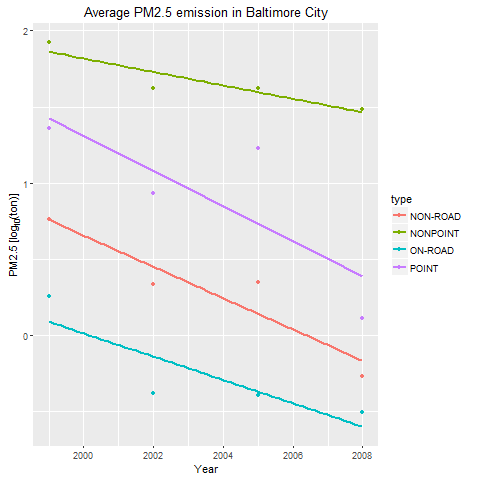 Average PM2.5 emission in Baltimore City
PM2.5 [log₁₀(ton)]
2
1
0
2000 2002 2004 2006 2008
Year
type
NON-ROAD
NONPOINT
ON-ROAD
POINT